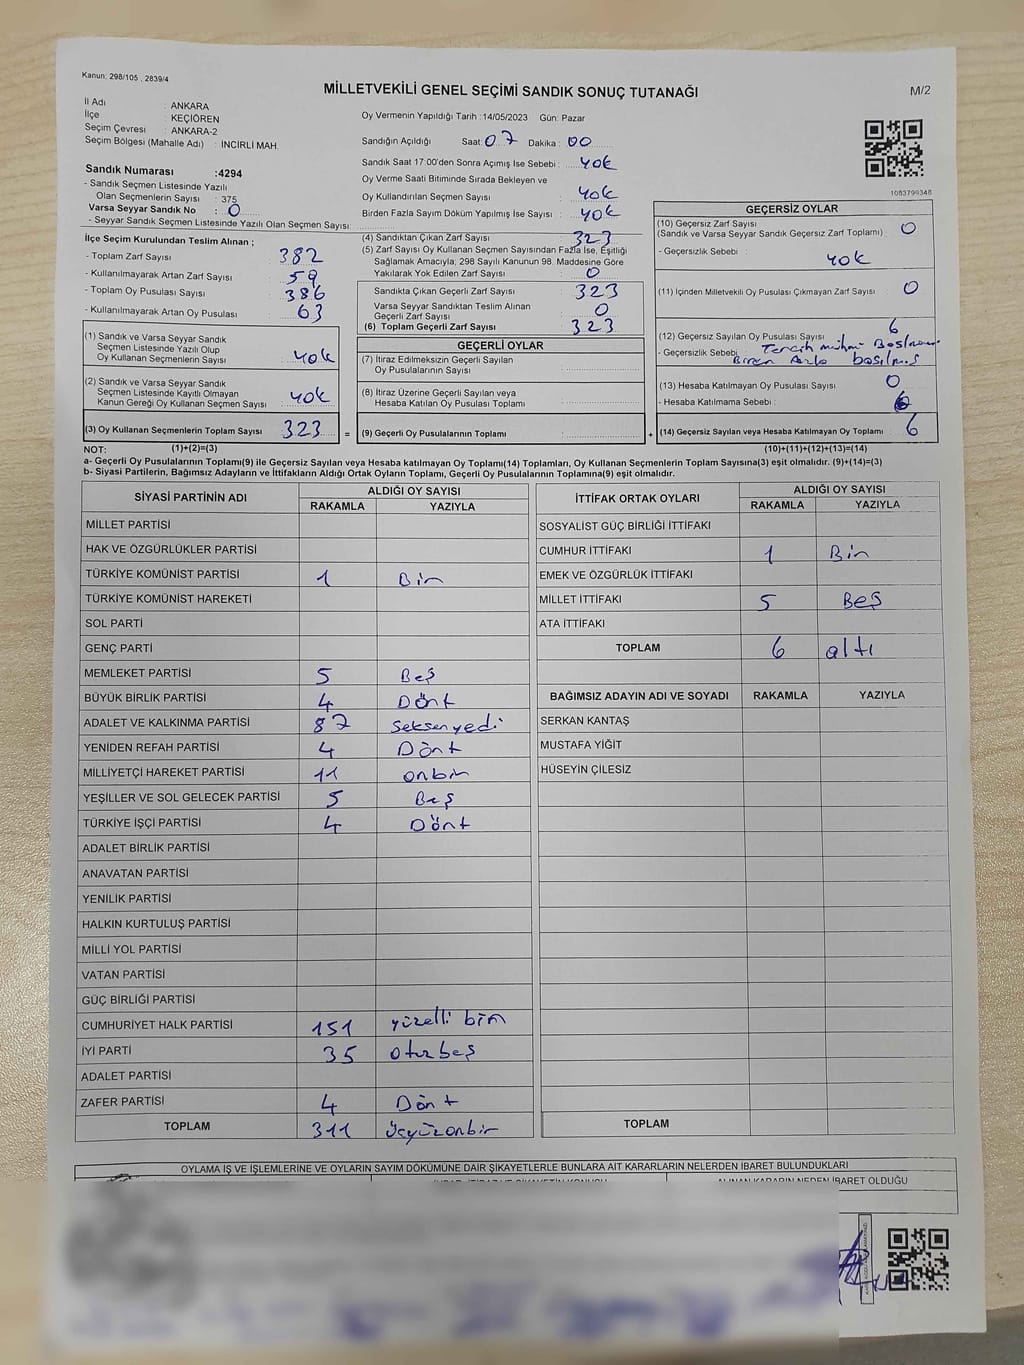 Kanun: 298/105 , 2839/4
MİLLETVEKİLİ GENEL SEÇİMİ SANDIK SONUÇ TUTANAĞI
M/2
İl Adı : ANKARA
İlçe : KEÇİÖREN
Seçim Çevresi : ANKARA-2
Seçim Bölgesi (Mahalle Adı) : İNCİRLİ MAH.
Sandık Numarası :4294
- Sandık Seçmen Listesinde Yazılı
Olan Seçmenlerin Sayısı : 375
Varsa Seyyar Sandık No : 0
- Seyyar Sandık Seçmen Listesinde Yazılı Olan Seçmen Sayısı:
Oy Vermenin Yapıldığı Tarih :14/05/2023 Gün: Pazar
Sandığın Açıldığı Saat: 07 Dakika : 00
Sandık Saat 17:00'den Sonra Açımış İse Sebebi : yok
Oy Verme Saati Bitiminde Sırada Bekleyen ve
Oy Kullandırılan Seçmen Sayısı : yok
Birden Fazla Sayım Döküm Yapılmış İse Sayısı : yok
1083799348
İlçe Seçim Kurulundan Teslim Alınan ;
- Toplam Zarf Sayısı : 382
- Kullanılmayarak Artan Zarf Sayısı : 59
- Toplam Oy Pusulası Sayısı : 386
- Kullanılmayarak Artan Oy Pusulası : 63
(1) Sandık ve Varsa Seyyar Sandık
Seçmen Listesinde Yazılı Olup
Oy Kullanan Seçmenlerin Sayısı : yok
(2) Sandık ve Varsa Seyyar Sandık
Seçmen Listesinde Kayıtlı Olmayan
Kanun Gereği Oy Kullanan Seçmen Sayısı : yok
(3) Oy Kullanan Seçmenlerin Toplam Sayısı : 323
(4) Sandıktan Çıkan Zarf Sayısı : 323
(5) Zarf Sayısı Oy Kullanan Seçmen Sayısından Fazla İse, Eşitliği
Sağlamak Amacıyla; 298 Sayılı Kanunun 98. Maddesine Göre
Yakılarak Yok Edilen Zarf Sayısı : 0
Sandıkta Çıkan Geçerli Zarf Sayısı : 323
Varsa Seyyar Sandıktan Teslim Alınan
Geçerli Zarf Sayısı : 0
(6) Toplam Geçerli Zarf Sayısı : 323
GEÇERLİ OYLAR
(7) İtiraz Edilmeksizin Geçerli Sayılan
Oy Pusulalarının Sayısı :
(8) İtiraz Üzerine Geçerli Sayılan veya
Hesaba Katılan Oy Pusulası Toplamı :
= (9) Geçerli Oy Pusulalarının Toplamı : +
GEÇERSİZ OYLAR
(10) Geçersiz Zarf Sayısı : 0
(Sandık ve Varsa Seyyar Sandık Geçersiz Zarf Toplamı)
- Geçersizlik Sebebi : yok
(11) İçinden Milletvekili Oy Pusulası Çıkmayan Zarf Sayısı : 0
(12) Geçersiz Sayılan Oy Pusulası Sayısı : 6
- Geçersizlik Sebebi : Tercih mührü
basılmış
(13) Hesaba Katılmayan Oy Pusulası Sayısı : 0
- Hesaba Katılmama Sebebi :
(14) Geçersiz Sayılan veya Hesaba Katılmayan Oy Toplamı : 6
NOT: (1)+(2)=(3) (10)+(11)+(12)+(13)=(14)
a- Geçerli Oy Pusulalarının Toplamı(9) ile Geçersiz Sayılan veya Hesaba katılmayan Oy Toplamı(14) Toplamları, Oy Kullanan Seçmenlerin Toplam Sayısına(3) eşit olmalıdır. (9)+(14)=(3)
b- Siyasi Partilerin, Bağımsız Adayların ve İttifakların Aldığı Ortak Oyların Toplamı, Geçerli Oy Pusulalarının Toplamına(9) eşit olmalıdır.
SİYASİ PARTİNİN ADI
ALDIĞI OY SAYISI
RAKAMLA YAZIYLA
MİLLET PARTİSİ
HAK VE ÖZGÜRLÜKLER PARTİSİ
TÜRKİYE KOMÜNİST PARTİSİ 1 Bir
TÜRKİYE KOMÜNİST HAREKETİ
SOL PARTİ
GENÇ PARTİ
MEMLEKET PARTİSİ 5 Beş
BÜYÜK BİRLİK PARTİSİ 4 Dört
ADALET VE KALKINMA PARTİSİ 87 seksenyedi
YENİDEN REFAH PARTİSİ 4 Dört
MİLLİYETÇİ HAREKET PARTİSİ 11 onbir
YEŞİLLER VE SOL GELECEK PARTİSİ 5 Beş
TÜRKİYE İŞÇİ PARTİSİ 4 Dört
ADALET BİRLİK PARTİSİ
ANAVATAN PARTİSİ
YENİLİK PARTİSİ
HALKIN KURTULUŞ PARTİSİ
MİLLİ YOL PARTİSİ
VATAN PARTİSİ
GÜÇ BİRLİĞİ PARTİSİ
CUMHURİYET HALK PARTİSİ 151 yüzelli bir
İYİ PARTİ 35 otuzbeş
ADALET PARTİSİ
ZAFER PARTİSİ 4 Dört
TOPLAM 311 üçyüzonbir
İTTİFAK ORTAK OYLARI
ALDIĞI OY SAYISI
RAKAMLA YAZIYLA
SOSYALİST GÜÇ BİRLİĞİ İTTİFAKI
CUMHUR İTTİFAKI 1 Bir
EMEK VE ÖZGÜRLÜK İTTİFAKI
MİLLET İTTİFAKI 5 Beş
ATA İTTİFAKI
TOPLAM 6 altı
BAĞIMSIZ ADAYIN ADI VE SOYADI RAKAMLA YAZIYLA
SERKAN KANTAŞ
MUSTAFA YİĞİT
HÜSEYİN ÇİLESİZ
TOPLAM
OYLAMA İŞ VE İŞLEMLERİNE VE OYLARIN SAYIM DÖKÜMÜNE DAİR ŞİKAYETLERLE BUNLARA AİT KARARLARIN NELERDEN İBARET BULUNDUKLARI
ALINAN KARARIN NEDEN İBARET OLDUĞU